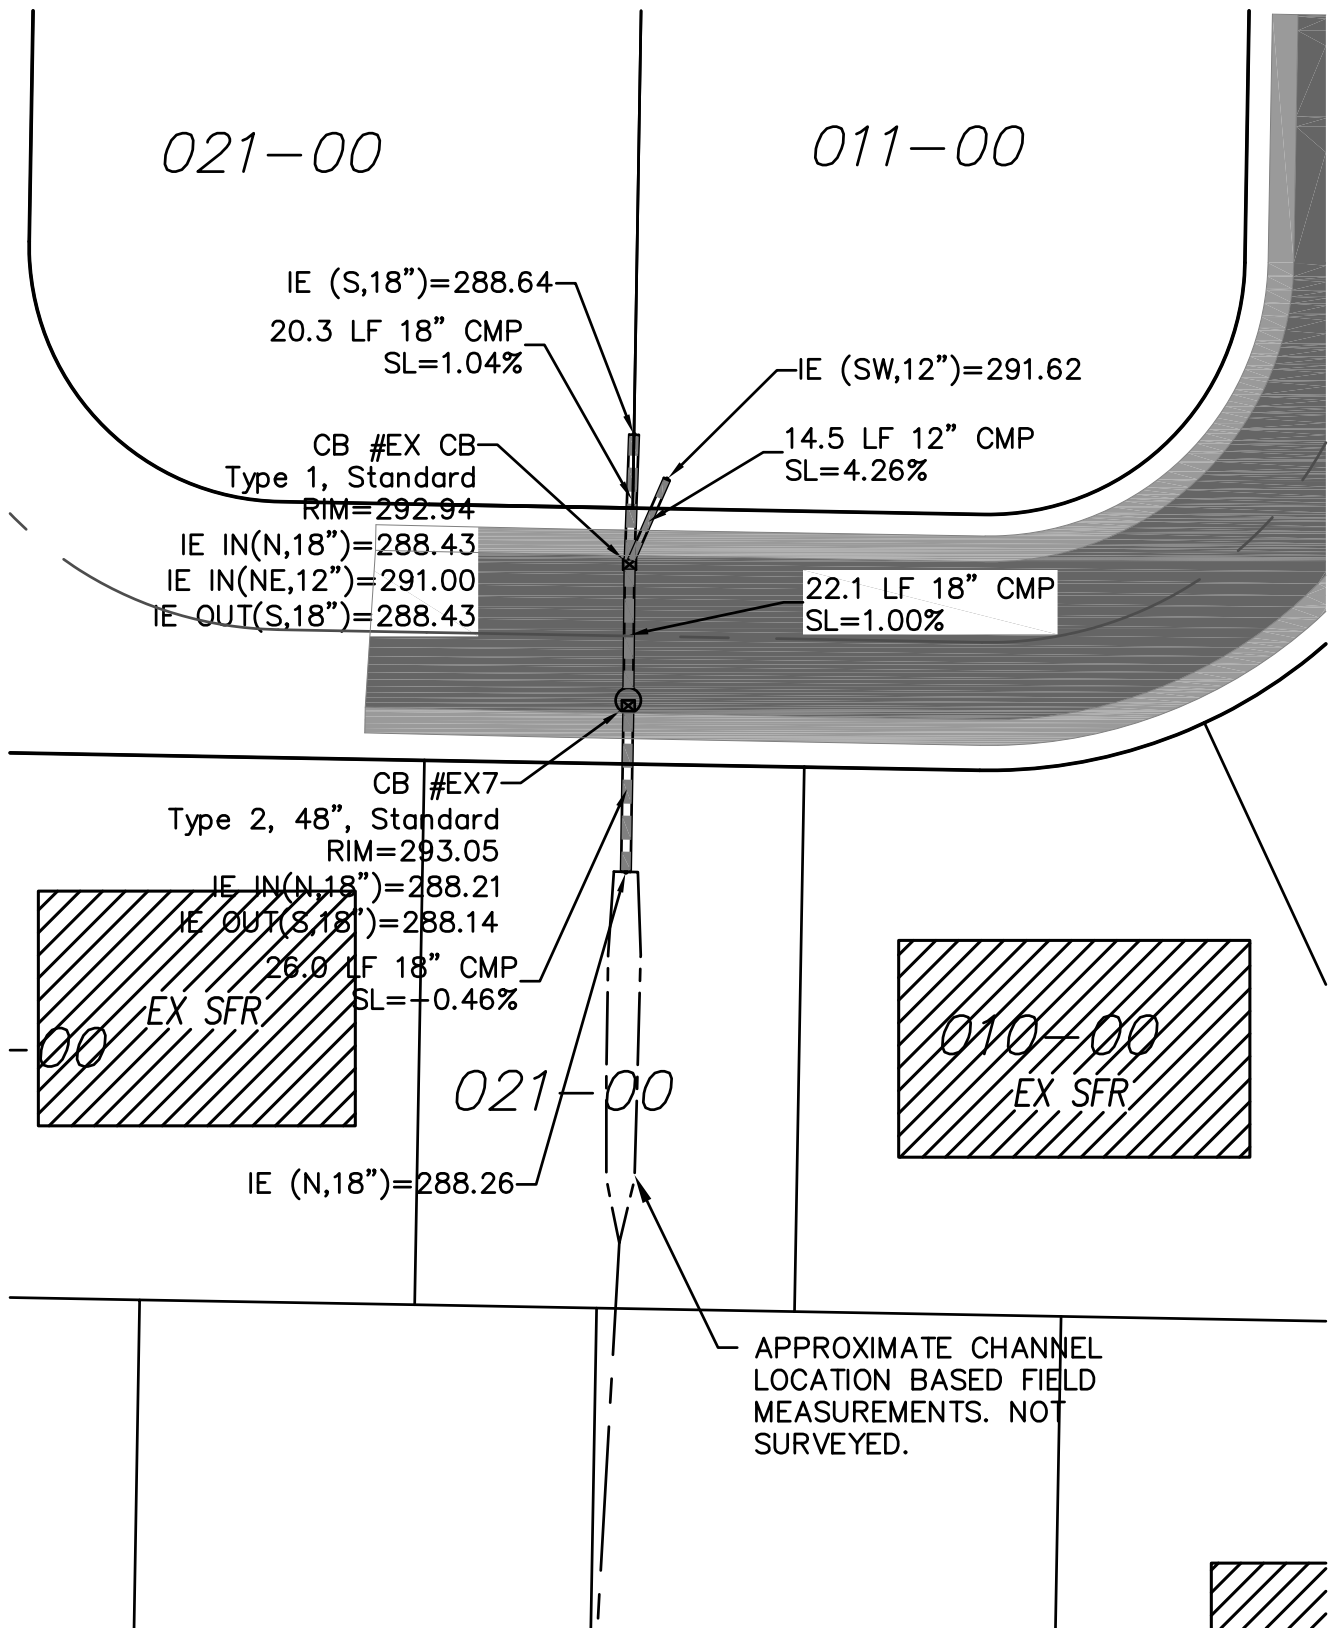 021-00
011-00
IE (S,18”)=288.64
20.3 LF 18” CMP
SL=1.04%
IE (SW,12”)=291.62
14.5 LF 12” CMP
SL=4.26%
CB #EX CB
Type 1, Standard
RIM=292.94
IE IN(N,18”)=288.43
IE IN(NE,12”)=291.00
IE OUT(S,18”)=288.43
22.1 LF 18” CMP
SL=1.00%
CB #EX7
Type 2, 48”, Standard
RIM=293.05
IE IN(N,18”)=288.21
IE OUT(S,18”)=288.14
26.0 LF 18” CMP
SL=-0.46%
EX SFR
-00
010-00
EX SFR
021-00
IE (N,18”)=288.26
APPROXIMATE CHANNEL
LOCATION BASED FIELD
MEASUREMENTS. NOT
SURVEYED.